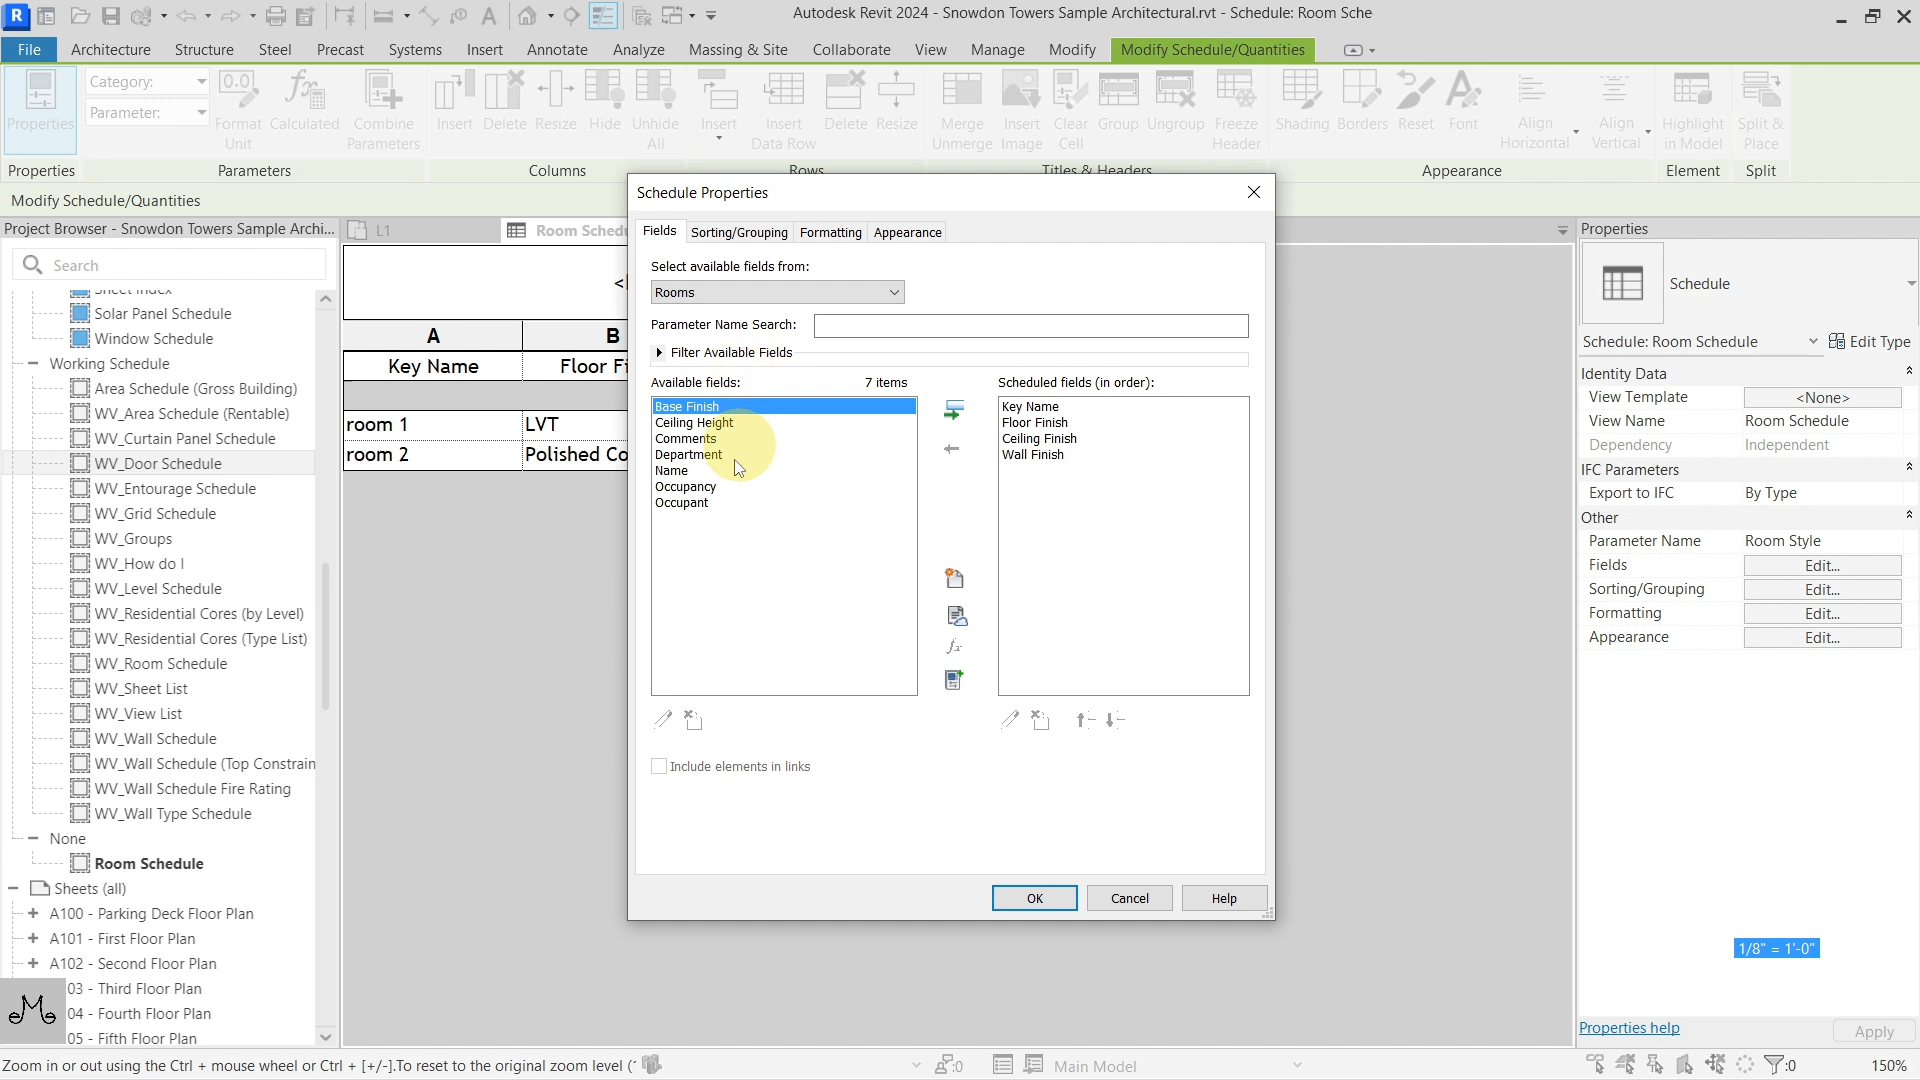 Autodesk Revit 2024 - Snowdon Towers Sample Architectural.rvt - Schedule: Room Sche
File Architecture Structure Steel Precast Systems Insert Annotate Analyze Massing & Site Collaborate View Manage Modify Modify Schedule/Quantities
Properties
Category:
Parameter:
Format Unit
Calculated
Combine Parameters
Insert Delete Resize Hide Unhide All
Insert
Insert Data Row
Delete Resize
Merge Unmerge
Insert Image
Clear Cell
Group Ungroup
Freeze Header
Shading Borders Reset Font
Align Horizontal
Align Vertical
Highlight in Model
Split & Place
Properties Parameters Columns Rows Titles & Headers Appearance Element Split
Modify Schedule/Quantities
Project Browser - Snowdon Towers Sample Archi...
Search
Sheet Index
Solar Panel Schedule
Window Schedule
Working Schedule
Area Schedule (Gross Building)
WV_Area Schedule (Rentable)
WV_Curtain Panel Schedule
WV_Door Schedule
WV_Entourage Schedule
WV_Grid Schedule
WV_Groups
WV_How do I
WV_Level Schedule
WV_Residential Cores (by Level)
WV_Residential Cores (Type List)
WV_Room Schedule
WV_Sheet List
WV_View List
WV_Wall Schedule
WV_Wall Schedule (Top Constrain
WV_Wall Schedule Fire Rating
WV_Wall Type Schedule
None
Room Schedule
Sheets (all)
A100 - Parking Deck Floor Plan
A101 - First Floor Plan
A102 - Second Floor Plan
03 - Third Floor Plan
04 - Fourth Floor Plan
05 - Fifth Floor Plan
L1
Room Schedu
A B
Key Name Floor Fi
room 1 LVT
room 2 Polished Co
Schedule Properties
Fields Sorting/Grouping Formatting Appearance
Select available fields from:
Rooms
Parameter Name Search:
Filter Available Fields
Available fields: 7 items
Base Finish
Ceiling Height
Comments
Department
Name
Occupancy
Occupant
Scheduled fields (in order):
Key Name
Floor Finish
Ceiling Finish
Wall Finish
Include elements in links
OK Cancel Help
Properties
Schedule
Schedule: Room Schedule Edit Type
Identity Data
View Template <None>
View Name Room Schedule
Dependency Independent
IFC Parameters
Export to IFC By Type
Other
Parameter Name Room Style
Fields Edit...
Sorting/Grouping Edit...
Formatting Edit...
Appearance Edit...
1/8" = 1'-0"
Properties help Apply
Zoom in or out using the Ctrl + mouse wheel or Ctrl + [+/-].To reset to the original zoom level (' :0 Main Model :0 150%